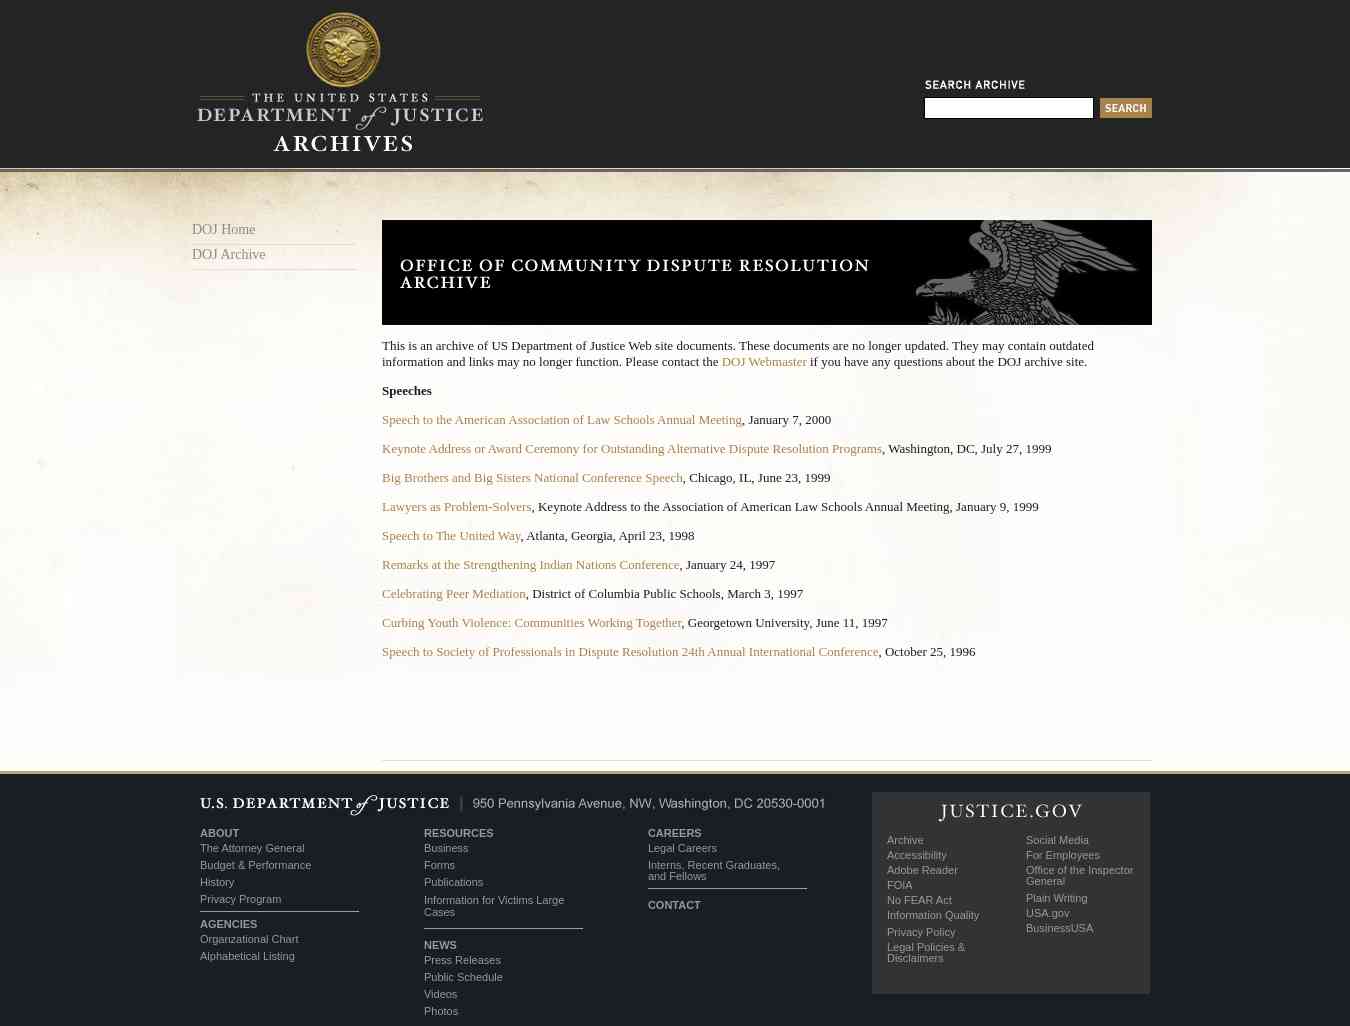 THE UNITED STATES
DEPARTMENT of JUSTICE
ARCHIVES
SEARCH ARCHIVE
SEARCH
DOJ Home
DOJ Archive
OFFICE OF COMMUNITY DISPUTE RESOLUTION
ARCHIVE
This is an archive of US Department of Justice Web site documents. These documents are no longer updated. They may contain outdated
information and links may no longer function. Please contact the DOJ Webmaster if you have any questions about the DOJ archive site.
Speeches
Speech to the American Association of Law Schools Annual Meeting, January 7, 2000
Keynote Address or Award Ceremony for Outstanding Alternative Dispute Resolution Programs, Washington, DC, July 27, 1999
Big Brothers and Big Sisters National Conference Speech, Chicago, IL, June 23, 1999
Lawyers as Problem-Solvers, Keynote Address to the Association of American Law Schools Annual Meeting, January 9, 1999
Speech to The United Way, Atlanta, Georgia, April 23, 1998
Remarks at the Strengthening Indian Nations Conference, January 24, 1997
Celebrating Peer Mediation, District of Columbia Public Schools, March 3, 1997
Curbing Youth Violence: Communities Working Together, Georgetown University, June 11, 1997
Speech to Society of Professionals in Dispute Resolution 24th Annual International Conference, October 25, 1996
U.S. DEPARTMENT of JUSTICE | 950 Pennsylvania Avenue, NW, Washington, DC 20530-0001
ABOUT
The Attorney General
Budget & Performance
History
Privacy Program
AGENCIES
Organzational Chart
Alphabetical Listing
RESOURCES
Business
Forms
Publications
Information for Victims Large
Cases
NEWS
Press Releases
Public Schedule
Videos
Photos
CAREERS
Legal Careers
Interns, Recent Graduates,
and Fellows
CONTACT
JUSTICE.GOV
Archive
Accessibility
Adobe Reader
FOIA
No FEAR Act
Information Quality
Privacy Policy
Legal Policies &
Disclaimers
Social Media
For Employees
Office of the Inspector
General
Plain Writing
USA.gov
BusinessUSA